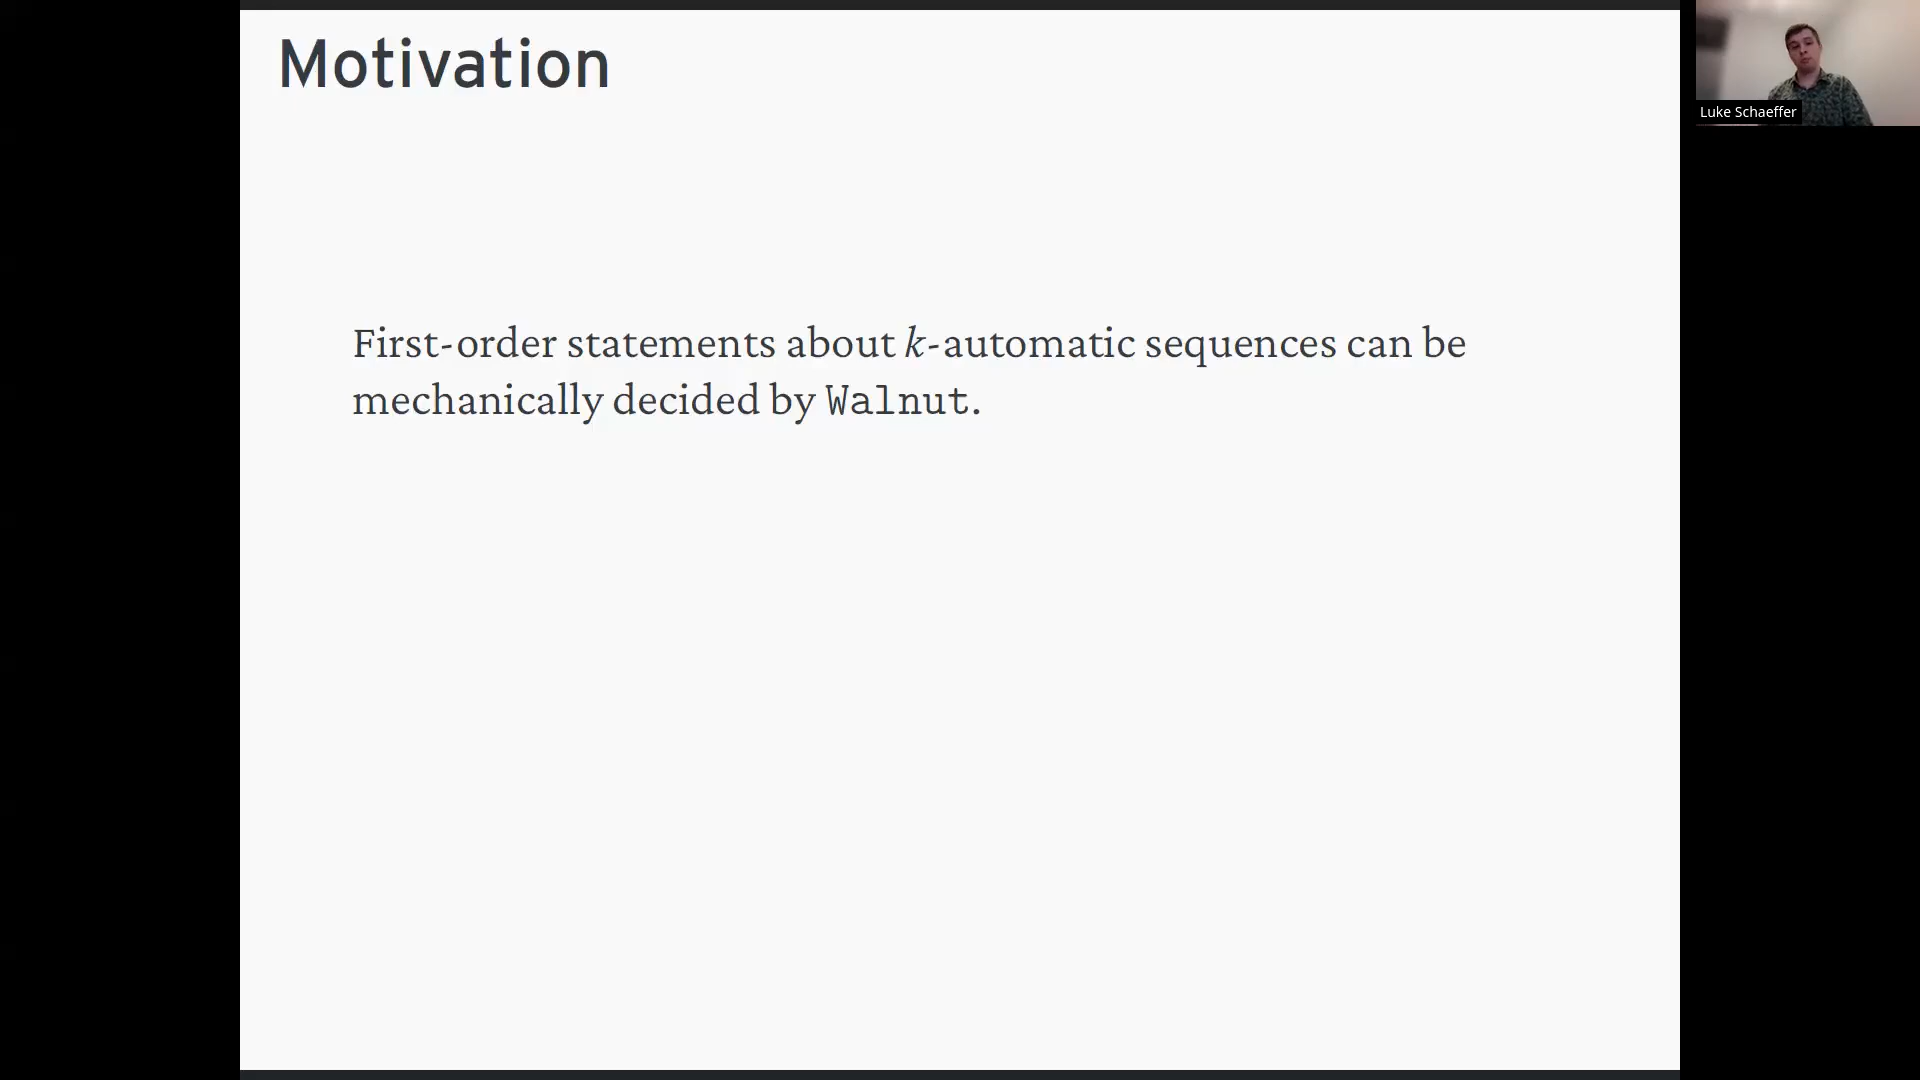 Motivation
Luke Schaeffer
First-order statements about k-automatic sequences can be
mechanically decided by Walnut.